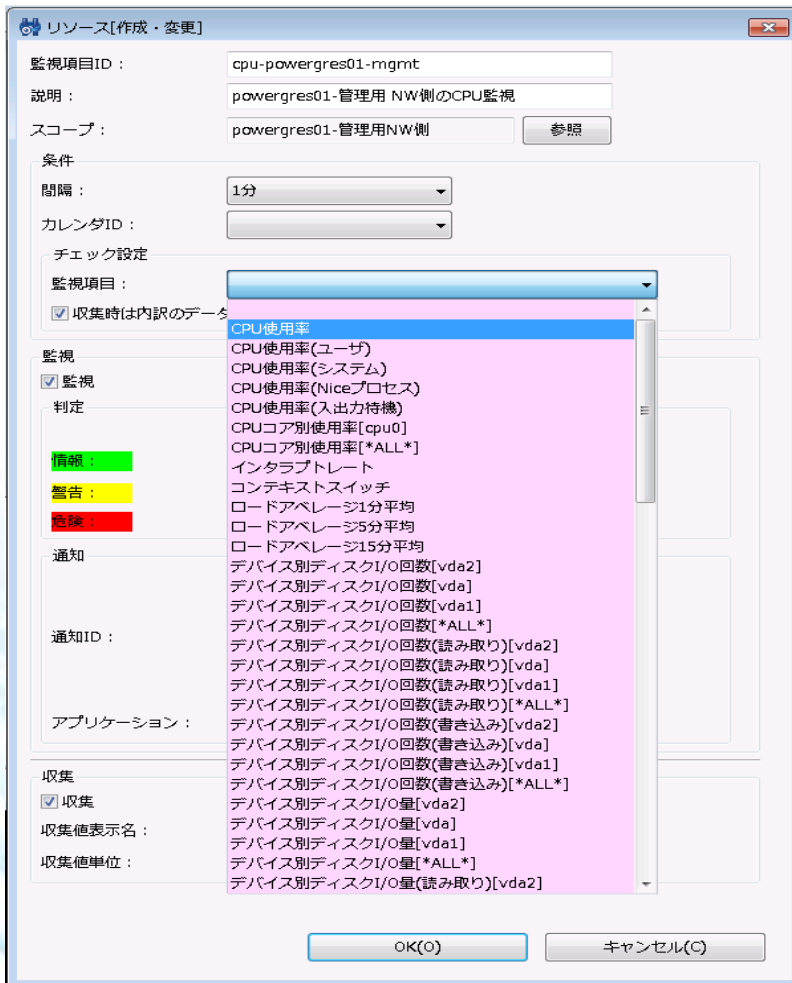 リソース[作成・変更]
監視項目ID： cpu-powergres01-mgmt
説明： powergres01-管理用 NW側のCPU監視
スコープ： powergres01-管理用NW側 参照
条件
間隔： 1分
カレンダID：
チェック設定
監視項目：
収集時は内訳のデータ
CPU使用率
CPU使用率(ユーザ)
CPU使用率(システム)
CPU使用率(Niceプロセス)
CPU使用率(入出力待機)
CPUコア別使用率[cpu0]
CPUコア別使用率[*ALL*]
インタラプトレート
コンテキストスイッチ
ロードアベレージ1分平均
ロードアベレージ5分平均
ロードアベレージ15分平均
デバイス別ディスクI/O回数[vda2]
デバイス別ディスクI/O回数[vda]
デバイス別ディスクI/O回数[vda1]
デバイス別ディスクI/O回数[*ALL*]
デバイス別ディスクI/O回数(読み取り)[vda2]
デバイス別ディスクI/O回数(読み取り)[vda]
デバイス別ディスクI/O回数(読み取り)[vda1]
デバイス別ディスクI/O回数(読み取り)[*ALL*]
デバイス別ディスクI/O回数(書き込み)[vda2]
デバイス別ディスクI/O回数(書き込み)[vda]
デバイス別ディスクI/O回数(書き込み)[vda1]
デバイス別ディスクI/O回数(書き込み)[*ALL*]
デバイス別ディスクI/O量[vda2]
デバイス別ディスクI/O量[vda]
デバイス別ディスクI/O量[vda1]
デバイス別ディスクI/O量[*ALL*]
デバイス別ディスクI/O量(読み取り)[vda2]
監視
監視
判定
情報：
警告：
危険：
通知
通知ID：
アプリケーション：
収集
収集
収集値表示名：
収集値単位：
OK(O) キャンセル(C)